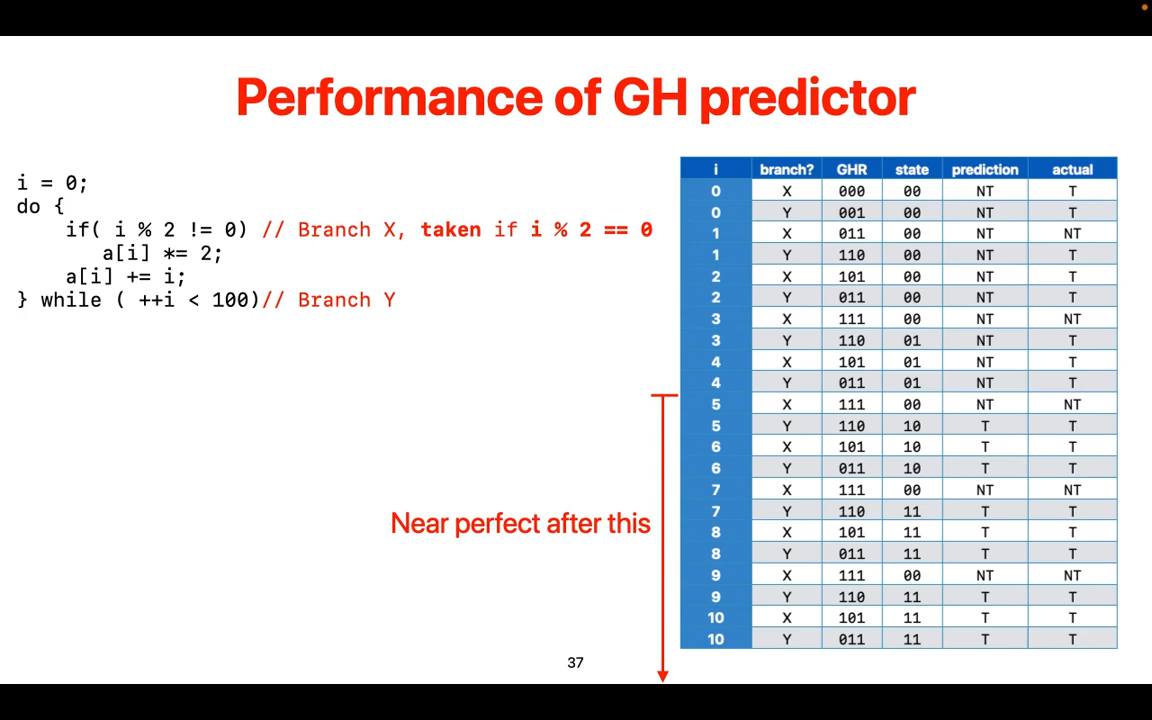 Performance of GH predictor
i = 0;
do {
if( i % 2 != 0) // Branch X, taken if i % 2 == 0
a[i] *= 2;
a[i] += i;
} while ( ++i < 100)// Branch Y
i branch? GHR state prediction actual
0 X 000 00 NT T
0 Y 001 00 NT T
1 X 011 00 NT NT
1 Y 110 00 NT T
2 X 101 00 NT T
2 Y 011 00 NT T
3 X 111 00 NT NT
3 Y 110 01 NT T
4 X 101 01 NT T
4 Y 011 01 NT T
5 X 111 00 NT NT
5 Y 110 10 T T
6 X 101 10 T T
6 Y 011 10 T T
7 X 111 00 NT NT
7 Y 110 11 T T
8 X 101 11 T T
8 Y 011 11 T T
9 X 111 00 NT NT
9 Y 110 11 T T
10 X 101 11 T T
10 Y 011 11 T T
Near perfect after this
37